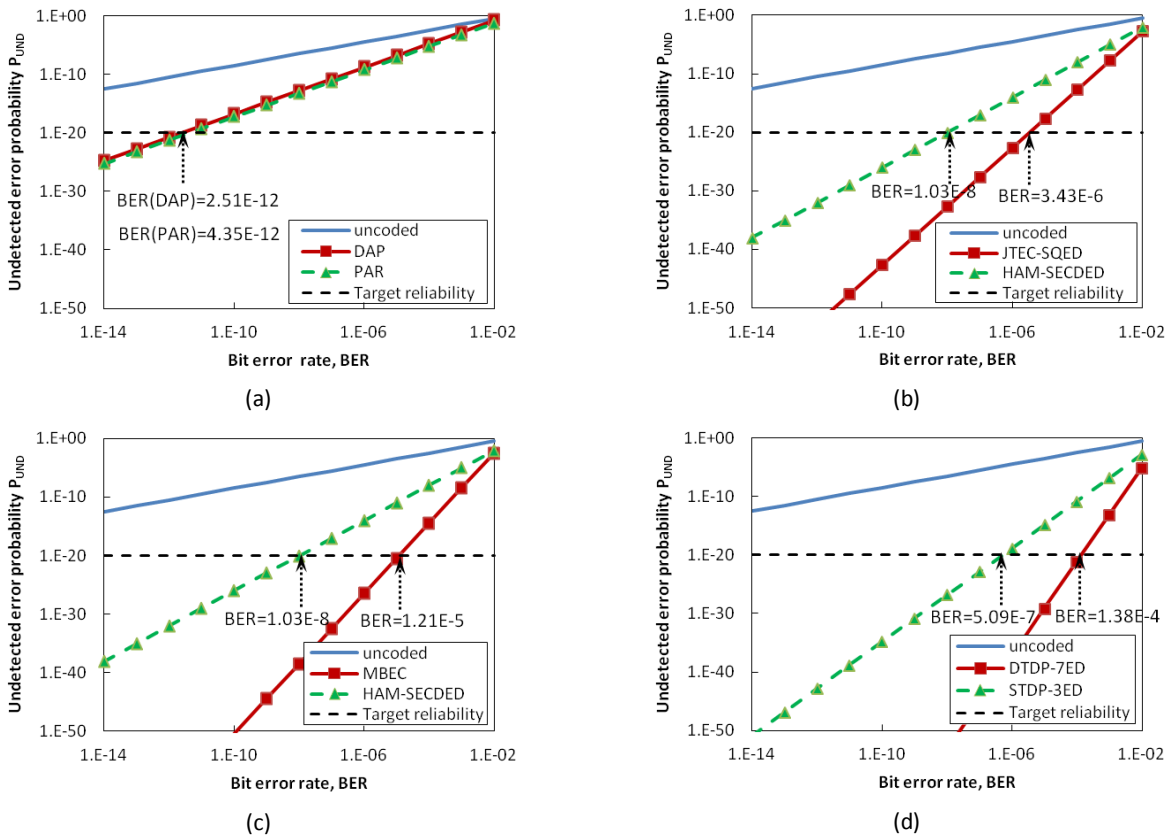 Undetected error probability P_UND
1.E+00
1.E-10
1.E-20
1.E-30
1.E-40
1.E-50
BER(DAP)=2.51E-12
BER(PAR)=4.35E-12
uncoded
DAP
PAR
Target reliability
1.E-14
1.E-10
1.E-06
1.E-02
Bit error rate, BER
(a)
Undetected error probability P_UND
1.E+00
1.E-10
1.E-20
1.E-30
1.E-40
1.E-50
BER=1.03E-8
BER=3.43E-6
uncoded
JTEC-SQED
HAM-SECDED
Target reliability
1.E-14
1.E-10
1.E-06
1.E-02
Bit error rate, BER
(b)
Undetected error probability P_UND
1.E+00
1.E-10
1.E-20
1.E-30
1.E-40
1.E-50
BER=1.03E-8
BER=1.21E-5
uncoded
MBEC
HAM-SECDED
Target reliability
1.E-14
1.E-10
1.E-06
1.E-02
Bit error rate, BER
(c)
Undetected error probability P_UND
1.E+00
1.E-10
1.E-20
1.E-30
1.E-40
1.E-50
BER=5.09E-7
BER=1.38E-4
uncoded
DTDP-7ED
STDP-3ED
Target reliability
1.E-14
1.E-10
1.E-06
1.E-02
Bit error rate, BER
(d)